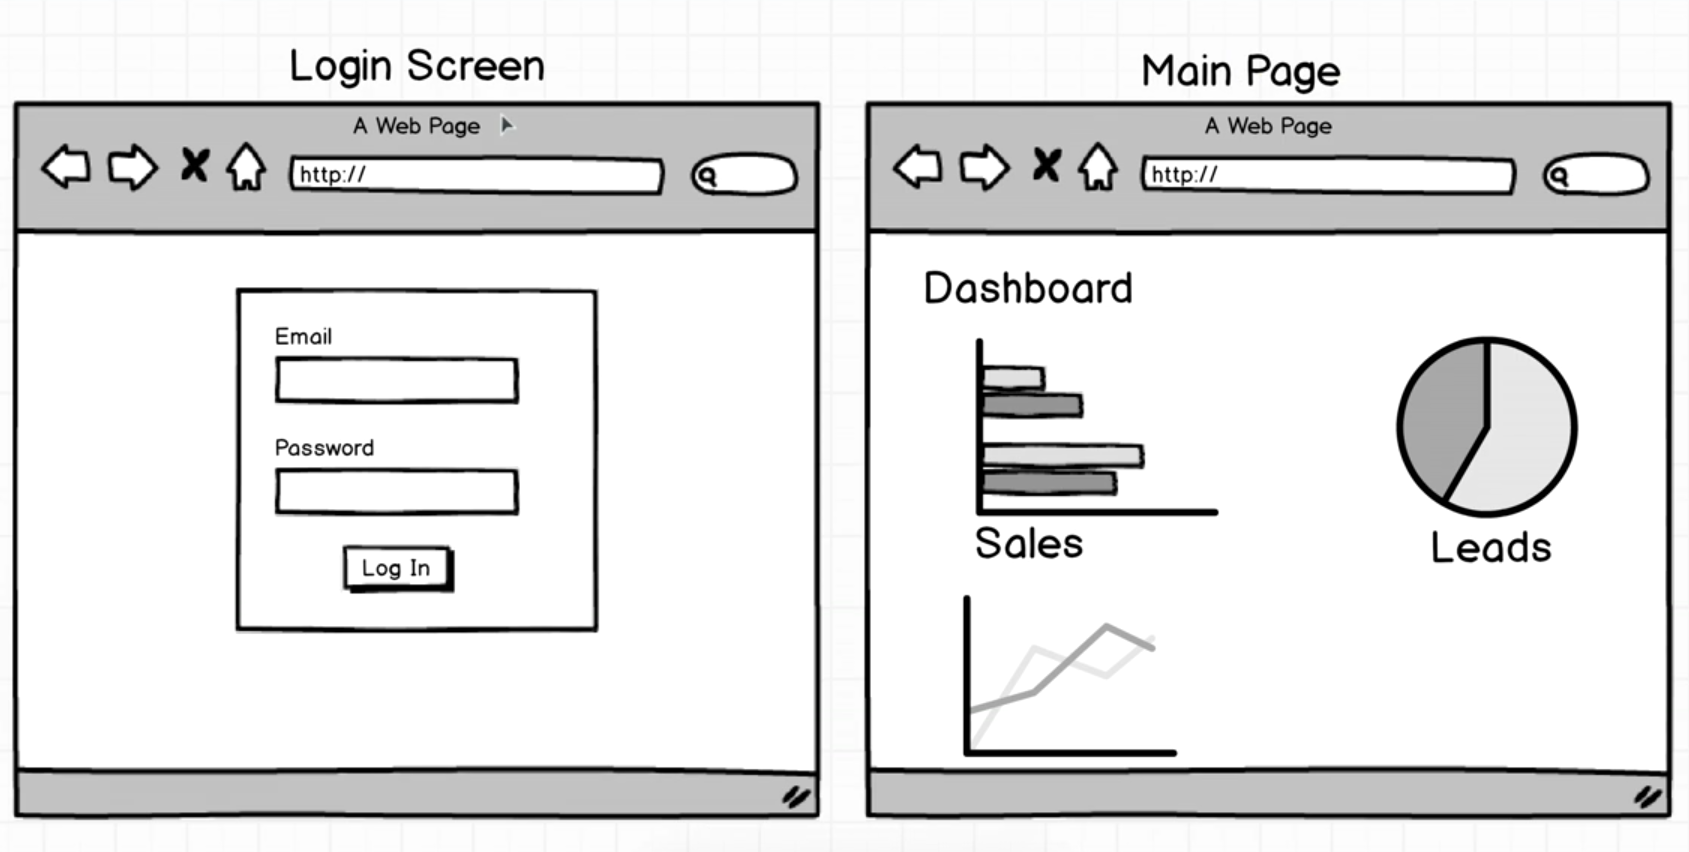 Login Screen
A Web Page
http://
Email
Password
Log In
Main Page
A Web Page
http://
Dashboard
Sales
Leads